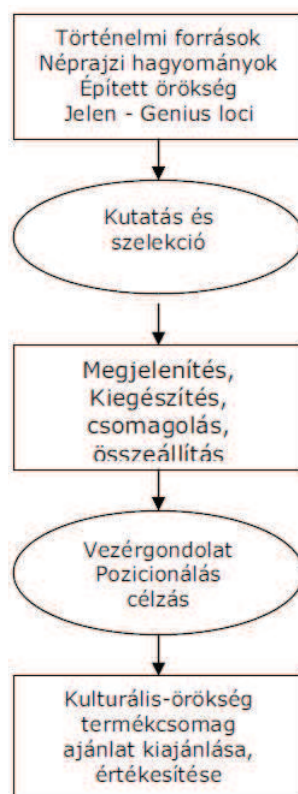 Történelmi források
Néprajzi hagyományok
Épített örökség
Jelen - Genius loci
Kutatás és
szelekció
Megjelenítés,
Kiegészítés,
csomagolás,
összeállítás
Vezérgondolat
Pozicionálás
célzás
Kulturális-örökség
termékcsomag
ajánlat kiajánlása,
értékesítése